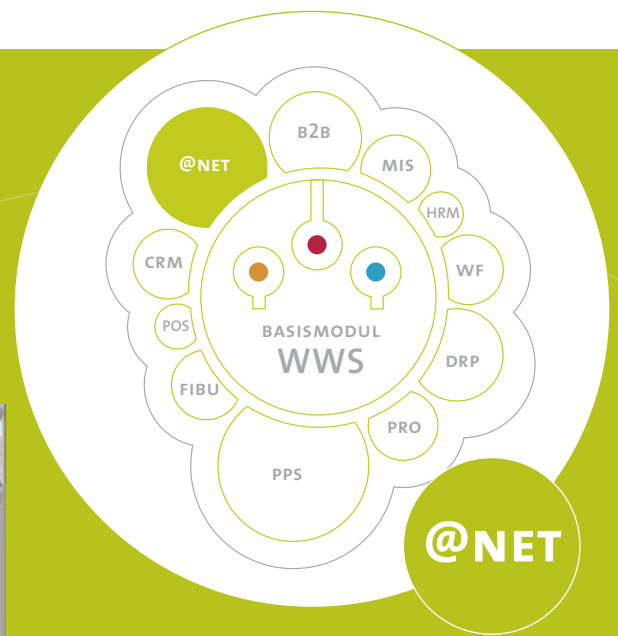 B2B
@NET
MIS
HRM
CRM
WF
POS
BASISMODUL
WWS
DRP
FIBU
PRO
PPS
@NET